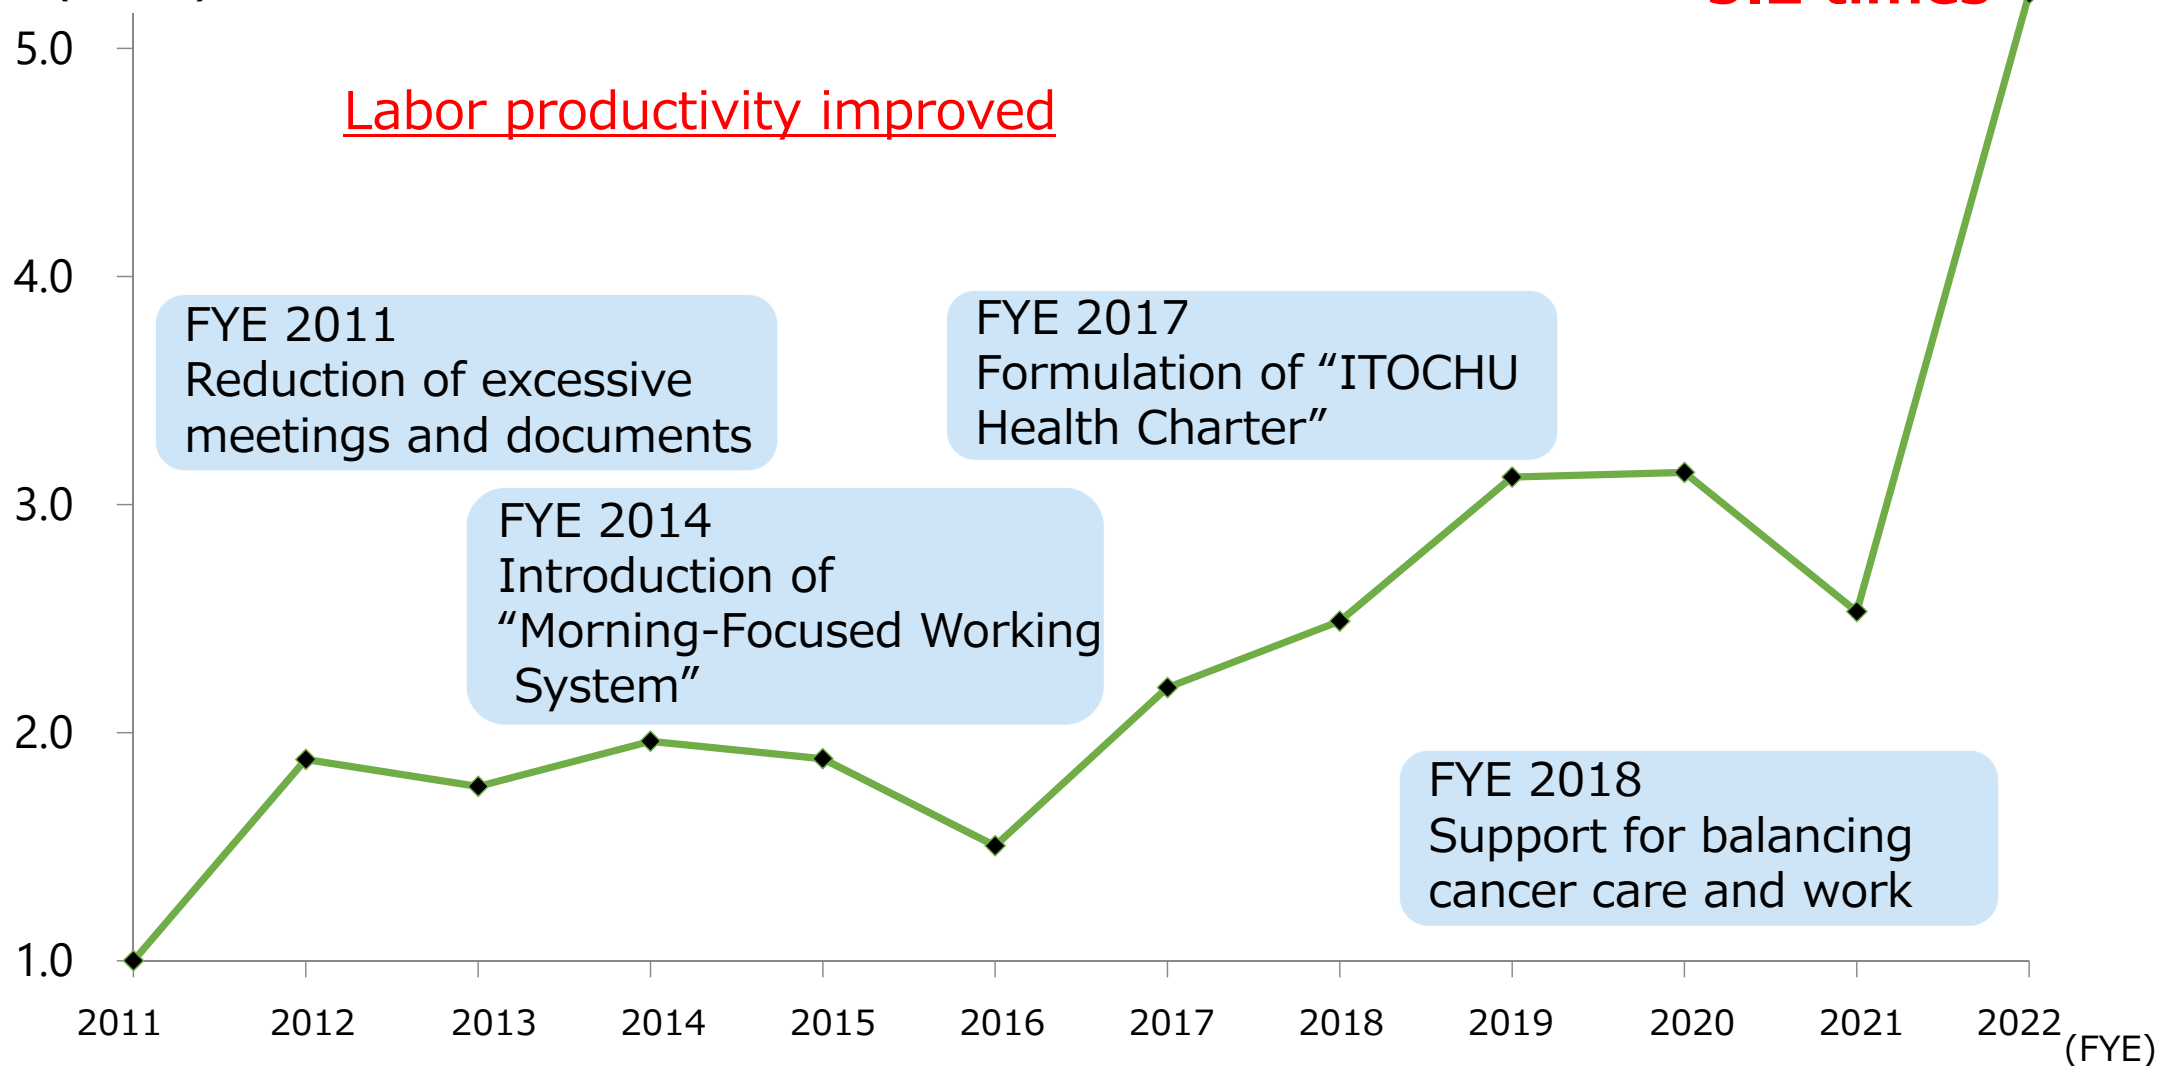 times
5.0
Labor productivity improved
4.0
FYE 2011
Reduction of excessive
meetings and documents
FYE 2017
Formulation of “ITOCHU
Health Charter”
3.0
FYE 2014
Introduction of
“Morning-Focused Working
System”
2.0
FYE 2018
Support for balancing
cancer care and work
1.0
2011 2012 2013 2014 2015 2016 2017 2018 2019 2020 2021 2022
(FYE)